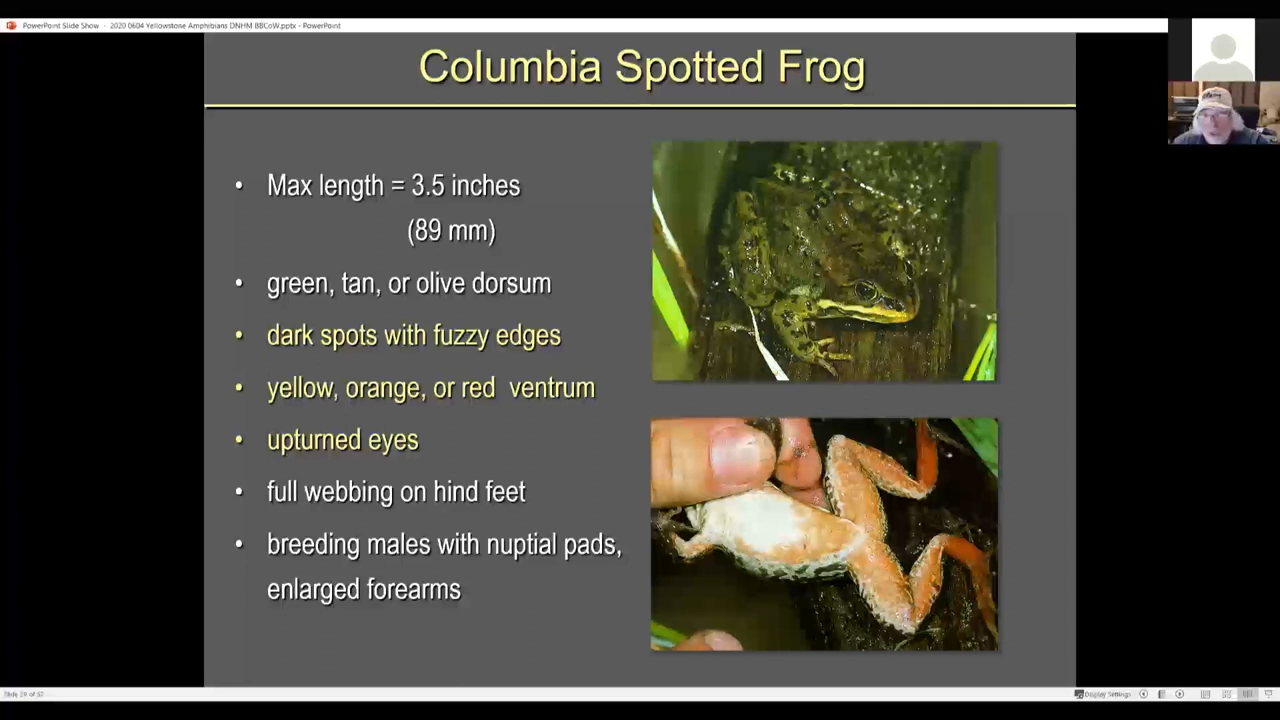 PowerPoint Slide Show - 2020 0604 Yellowstone Amphibians DNHM BBCoW.pptx - PowerPoint
Columbia Spotted Frog
• Max length = 3.5 inches
(89 mm)
• green, tan, or olive dorsum
• dark spots with fuzzy edges
• yellow, orange, or red ventrum
• upturned eyes
• full webbing on hind feet
• breeding males with nuptial pads,
enlarged forearms
Display Settings